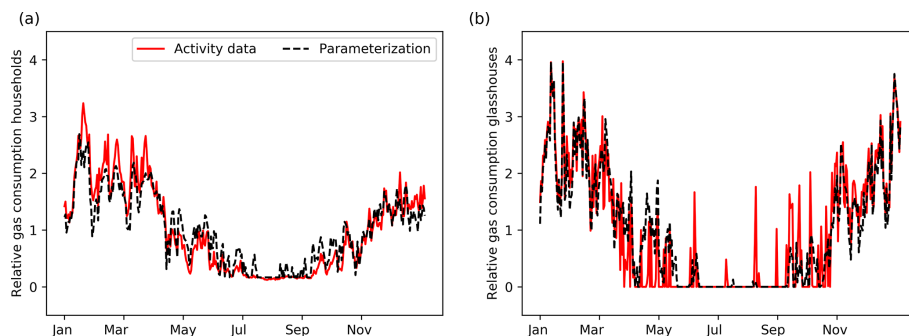 (a)
Relative gas consumption households
Activity data
Parameterization
4
3
2
1
0
Jan Mar May Jul Sep Nov
(b)
Relative gas consumption glasshouses
4
3
2
1
0
Jan Mar May Jul Sep Nov